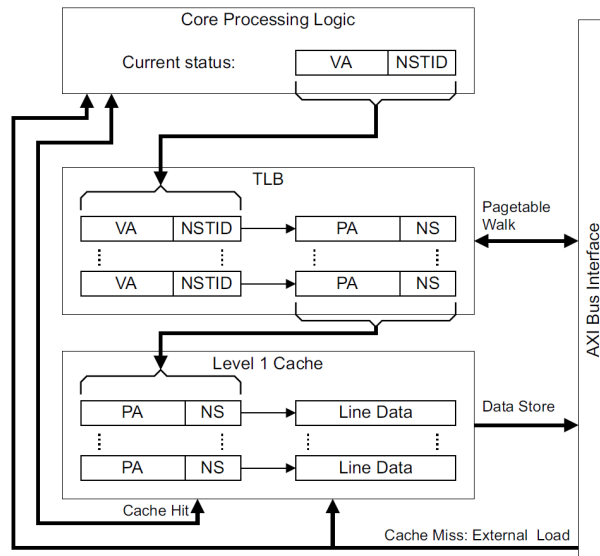 Core Processing Logic
Current status:
VA NSTID
TLB
VA NSTID PA NS
VA NSTID PA NS
Pagetable
Walk
AXI Bus Interface
Level 1 Cache
PA NS Line Data
PA NS Line Data
Data Store
Cache Hit
Cache Miss: External Load